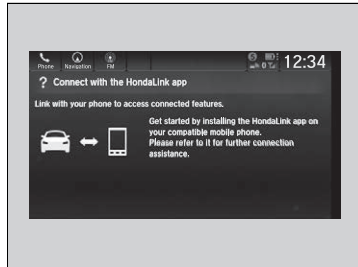 Phone Navigation FM 12:34
? Connect with the HondaLink app
Link with your phone to access connected features.
Get started by installing the HondaLink app on
your compatible mobile phone.
Please refer to it for further connection
assistance.